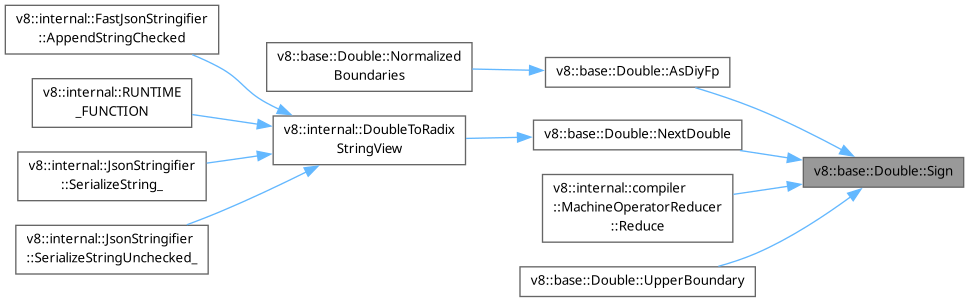 v8::internal::FastJsonStringifier
::AppendStringChecked
v8::internal::RUNTIME
_FUNCTION
v8::internal::JsonStringifier
::SerializeString_
v8::internal::JsonStringifier
::SerializeStringUnchecked_
v8::base::Double::Normalized
Boundaries
v8::internal::DoubleToRadix
StringView
v8::base::Double::AsDiyFp
v8::base::Double::NextDouble
v8::internal::compiler
::MachineOperatorReducer
::Reduce
v8::base::Double::UpperBoundary
v8::base::Double::Sign